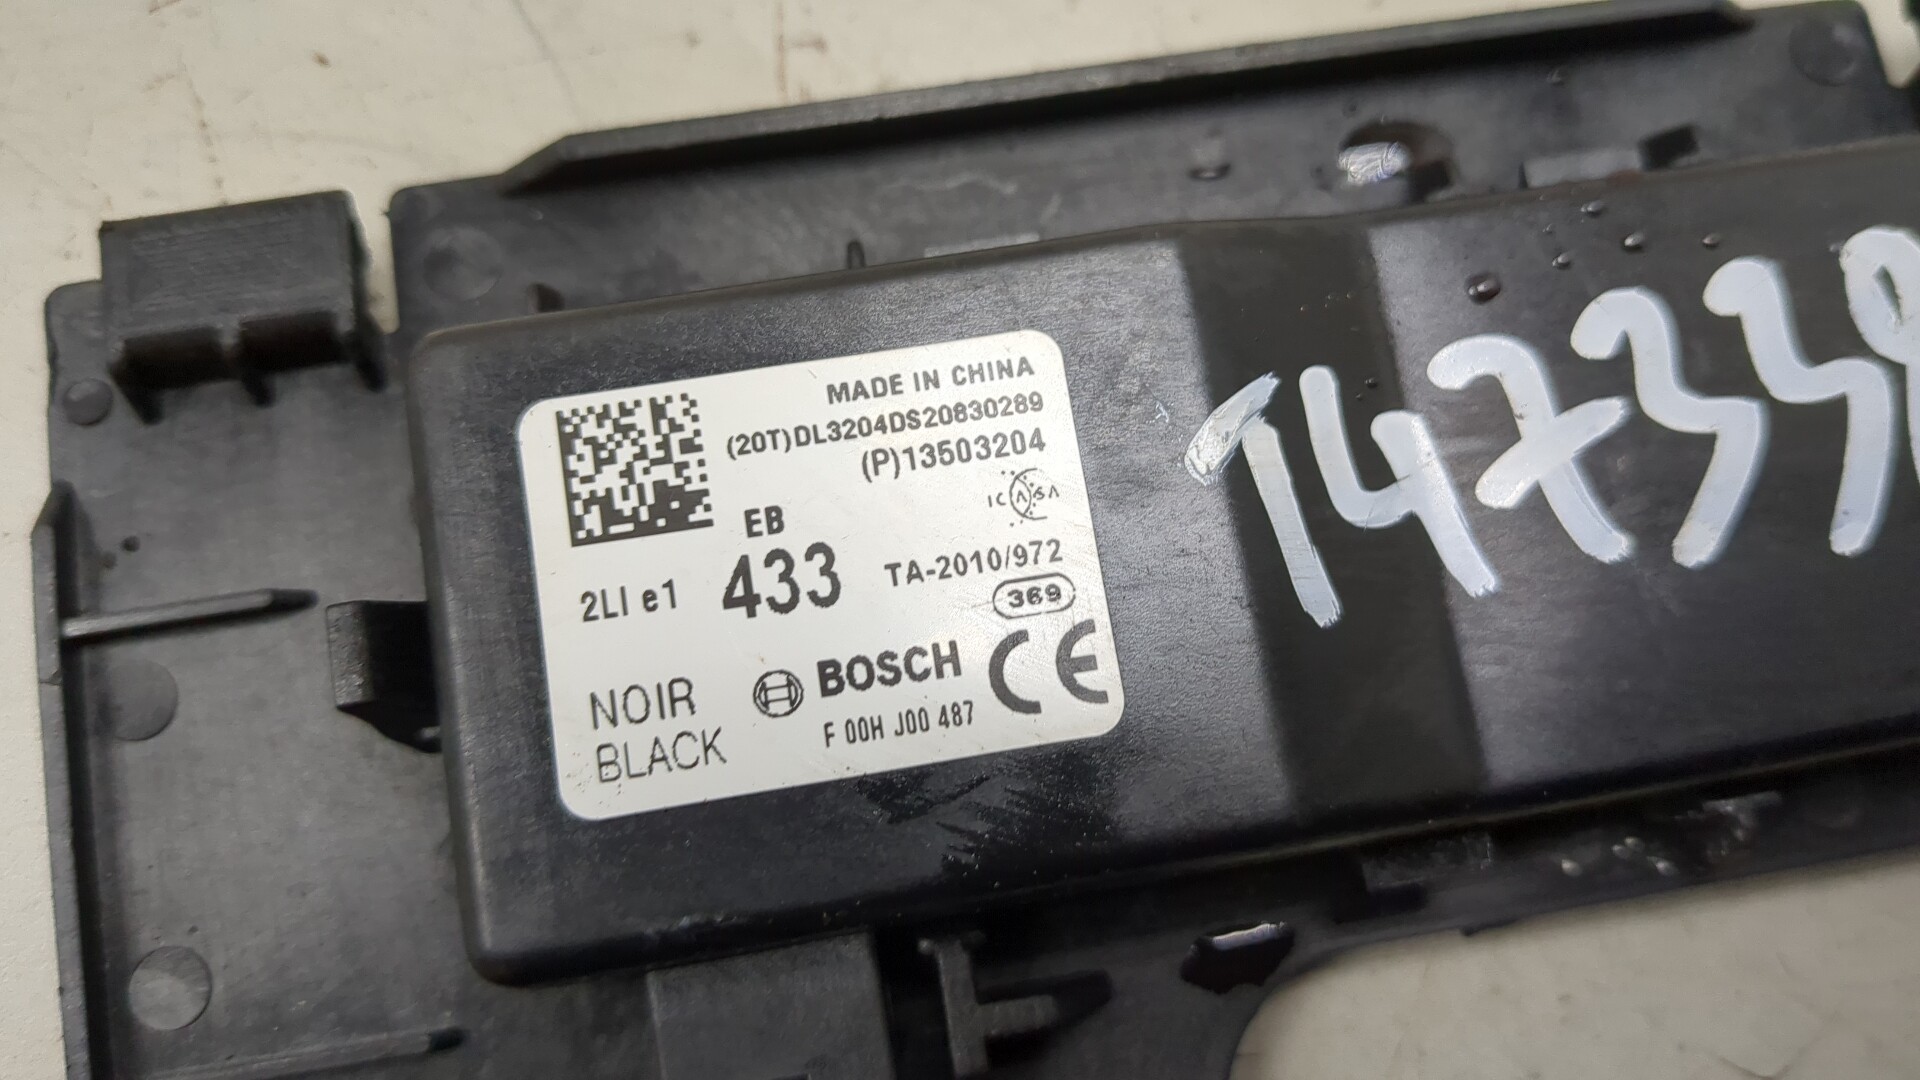 MADE IN CHINA
(20T)DL3204DS20830289
(P)13503204
ICASA
EB
2LI e1 433 TA-2010/972
369
NOIR
BLACK
BOSCH
CE
F 00H J00 487